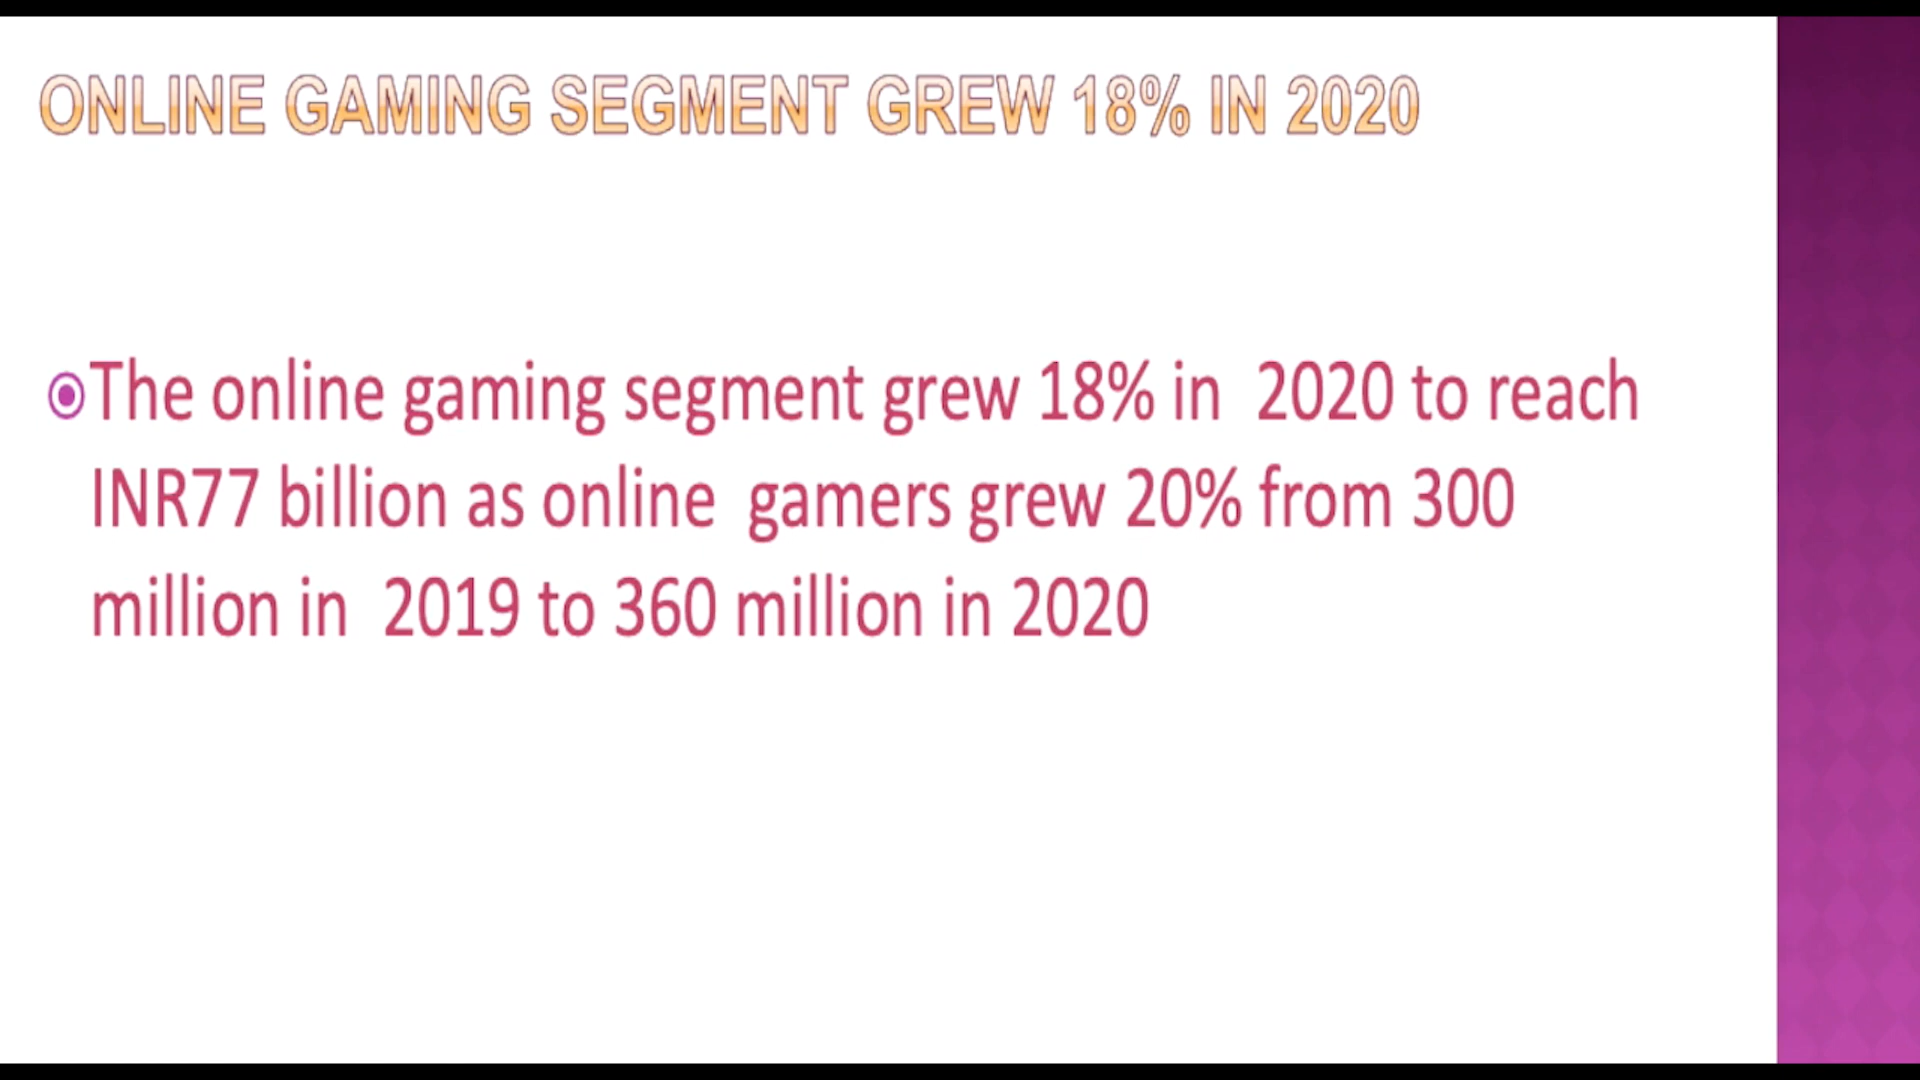 ONLINE GAMING SEGMENT GREW 18% IN 2020
The online gaming segment grew 18% in 2020 to reach
INR77 billion as online gamers grew 20% from 300
million in 2019 to 360 million in 2020